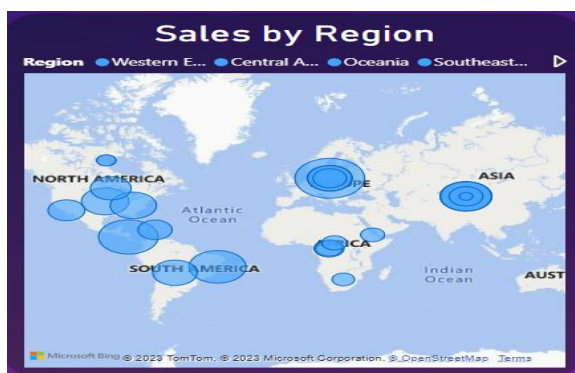 Sales by Region
Region Western E... Central A... Oceania Southeast...
NORTH AMERICA
ASIA
Atlantic
Ocean
AFRICA
SOUTH AMERICA
Indian
Ocean
AUST
Microsoft Bing © 2023 TomTom, © 2023 Microsoft Corporation, © OpenStreetMap Terms